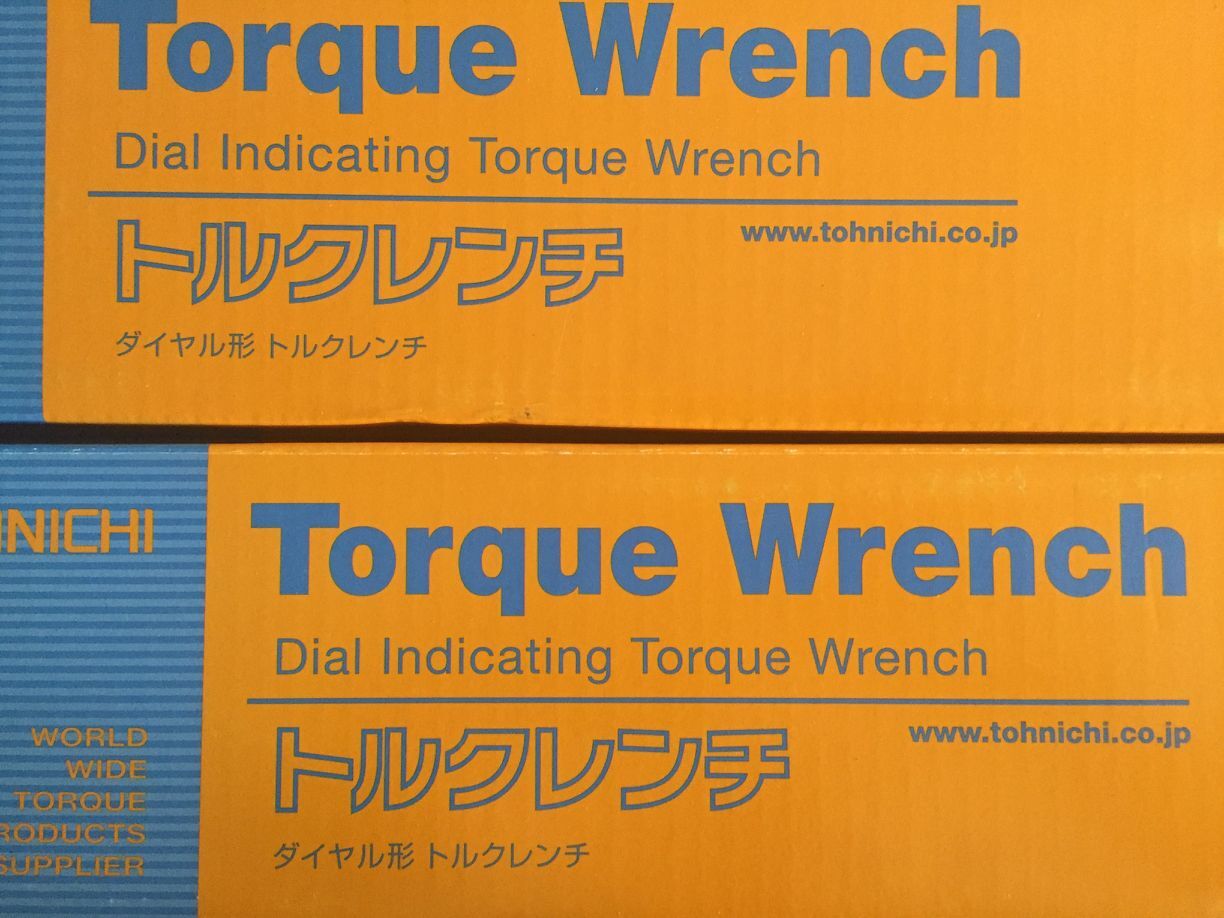 Torque Wrench
Dial Indicating Torque Wrench
トルクレンチ
www.tohnichi.co.jp
ダイヤル形 トルクレンチ
NICHI
WORLD
WIDE
TORQUE
RODUCTS
SUPPLIER
Torque Wrench
Dial Indicating Torque Wrench
トルクレンチ
www.tohnichi.co.jp
ダイヤル形 トルクレンチ